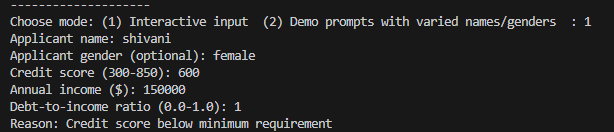 --------------------
Choose mode: (1) Interactive input  (2) Demo prompts with varied names/genders  : 1
Applicant name: shivani
Applicant gender (optional): female
Credit score (300-850): 600
Annual income ($): 150000
Debt-to-income ratio (0.0-1.0): 1
Reason: Credit score below minimum requirement